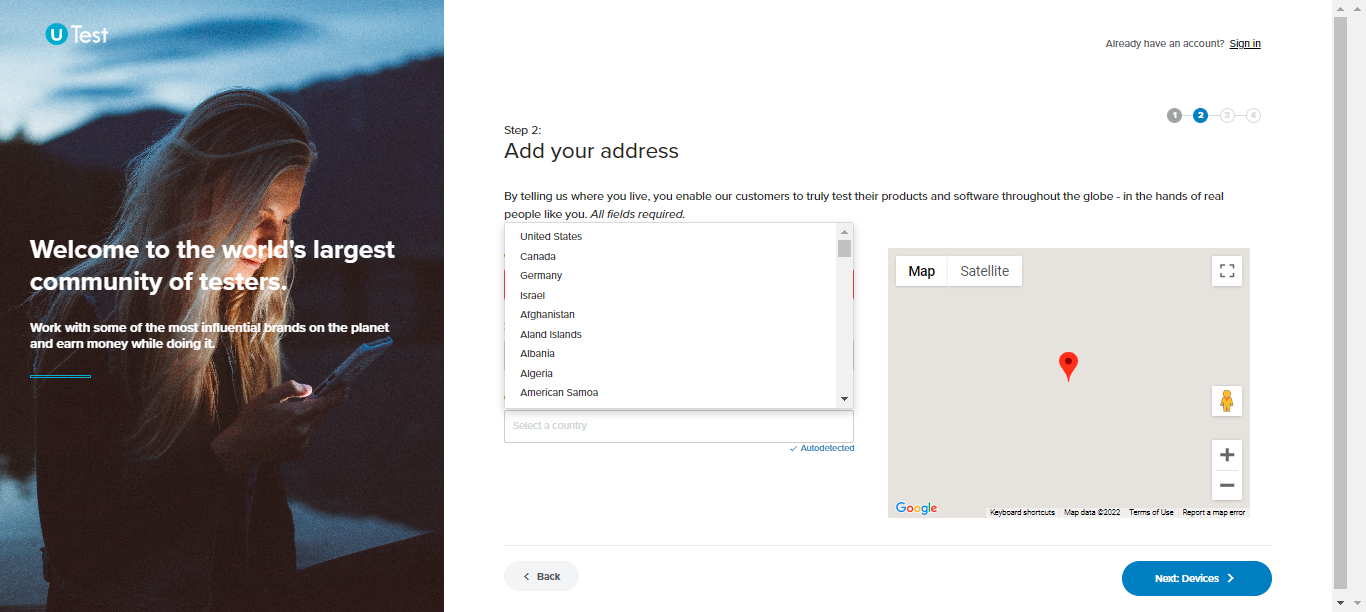 U Test
Already have an account? Sign in
1 2 3 4
Step 2:
Add your address
By telling us where you live, you enable our customers to truly test their products and software throughout the globe - in the hands of real
people like you. All fields required.
Welcome to the world's largest
community of testers.
Work with some of the most influential brands on the planet
and earn money while doing it.
United States
Canada
Germany
Israel
Afghanistan
Aland Islands
Albania
Algeria
American Samoa
Select a country
Autodetected
Map Satellite
Google
Keyboard shortcuts Map data ©2022 Terms of Use Report a map error
Back
Next: Devices